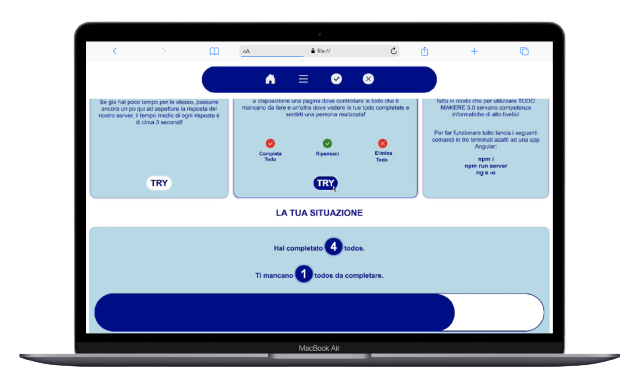 AA
file://
Se già hai poco tempo per te stesso, passarne
ancora un po qui ad aspettare la risposta del
nostro server, il tempo medio di ogni risposta è
di circa 3 secondi!
TRY
a disposizione una pagina dove controllare le todo che ti
mancano da fare e un'altra dove vedere le tue todo completate e
sentirti una persona realizzata!
Completa
Todo
Ripensaci
Elimina
Todo
TRY
fatto in modo che per utilizzare TODO
MAKERE 3.0 servano competenze
informatiche di alto livello!
Per far funzionare tutto lancia i seguenti
comandi in tre terminali adatti ad una app
Angular:
npm i
npm run server
ng s -o
LA TUA SITUAZIONE
Hai completato 4 todos.
Ti mancano 1 todos da completare.
MacBook Air